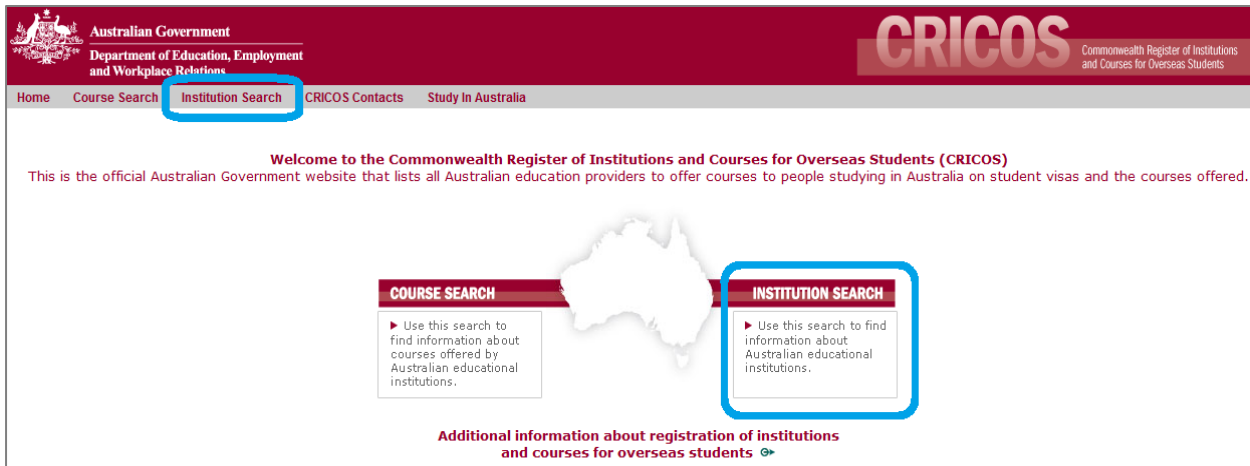 Australian Government
Department of Education, Employment
and Workplace Relations
CRICOS
Commonwealth Register of Institutions
and Courses for Overseas Students
Home Course Search Institution Search CRICOS Contacts Study In Australia
Welcome to the Commonwealth Register of Institutions and Courses for Overseas Students (CRICOS)
This is the official Australian Government website that lists all Australian education providers to offer courses to people studying in Australia on student visas and the courses offered.
COURSE SEARCH
Use this search to
find information about
courses offered by
Australian educational
institutions.
INSTITUTION SEARCH
Use this search to find
information about
Australian educational
institutions.
Additional information about registration of institutions
and courses for overseas students